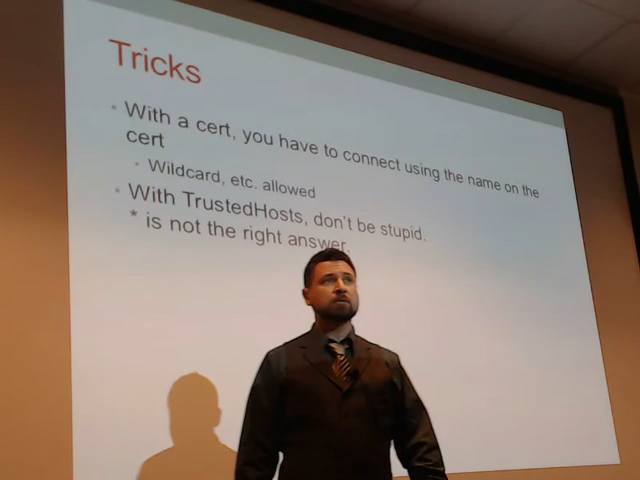 Tricks
• With a cert, you have to connect using the name on the
cert
• Wildcard, etc. allowed
• With TrustedHosts, don't be stupid.
* is not the right answer.